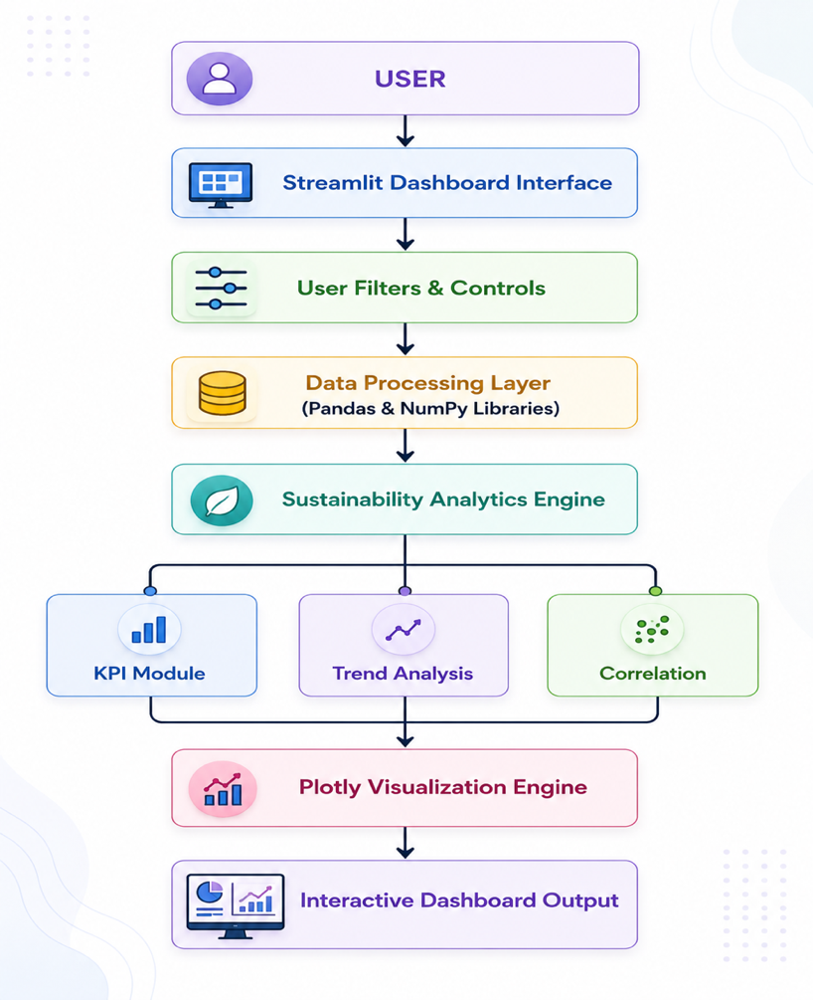 USER
Streamlit Dashboard Interface
User Filters & Controls
Data Processing Layer
(Pandas & NumPy Libraries)
Sustainability Analytics Engine
KPI Module
Trend Analysis
Correlation
Plotly Visualization Engine
Interactive Dashboard Output